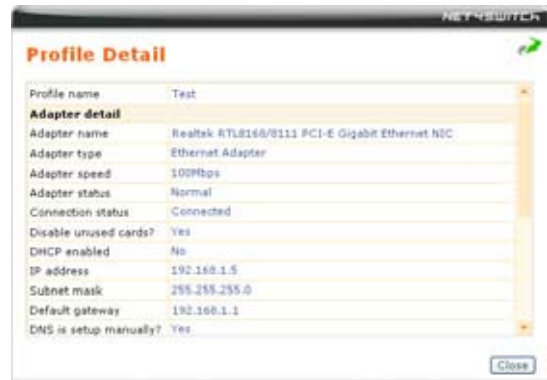 NET4SWITCH
Profile Detail
Profile name Test
Adapter detail
Adapter name Realtek RTL8168/8111 PCI-E Gigabit Ethernet NIC
Adapter type Ethernet Adapter
Adapter speed 100Mbps
Adapter status Normal
Connection status Connected
Disable unused cards? Yes
DHCP enabled No
IP address 192.168.1.5
Subnet mask 255.255.255.0
Default gateway 192.168.1.1
DNS is setup manually? Yes
Close